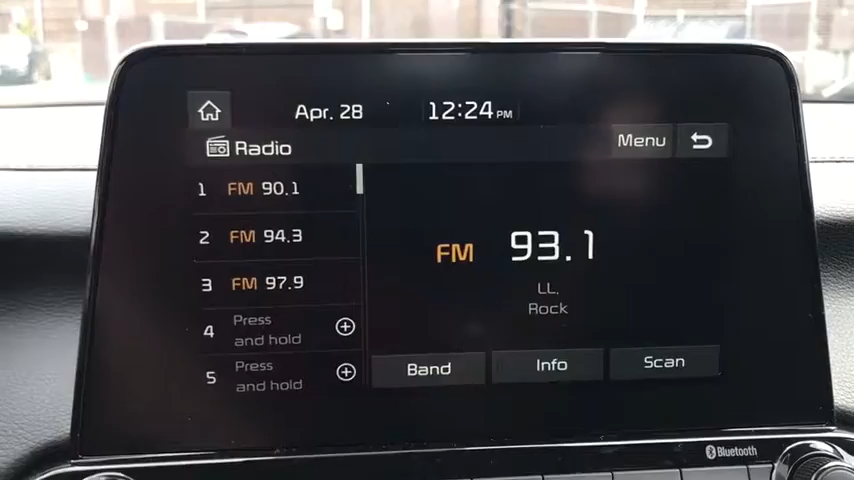 Apr. 28 12:24 PM
Radio Menu
1 FM 90.1
2 FM 94.3
3 FM 97.9
4 Press and hold
5 Press and hold
FM 93.1
LL,
Rock
Band Info Scan
Bluetooth